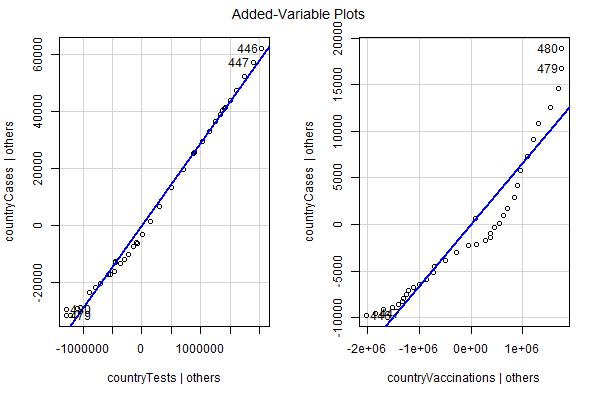 Added-Variable Plots
countryCases | others
60000
40000
20000
0
-20000
446
447
479
-1000000
0
1000000
countryTests | others
countryCases | others
20000
15000
10000
5000
0
-5000
-10000
480
479
-2e+06
-1e+06
0e+00
1e+06
countryVaccinations | others